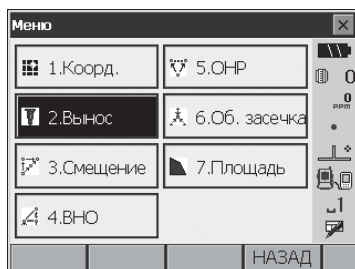 Меню
1.Коорд.
2.Вынос
3.Смещение
4.ВНО
5.ОНР
6.Об. засечка
7.Площадь
0
0
ppm
1
НАЗАД